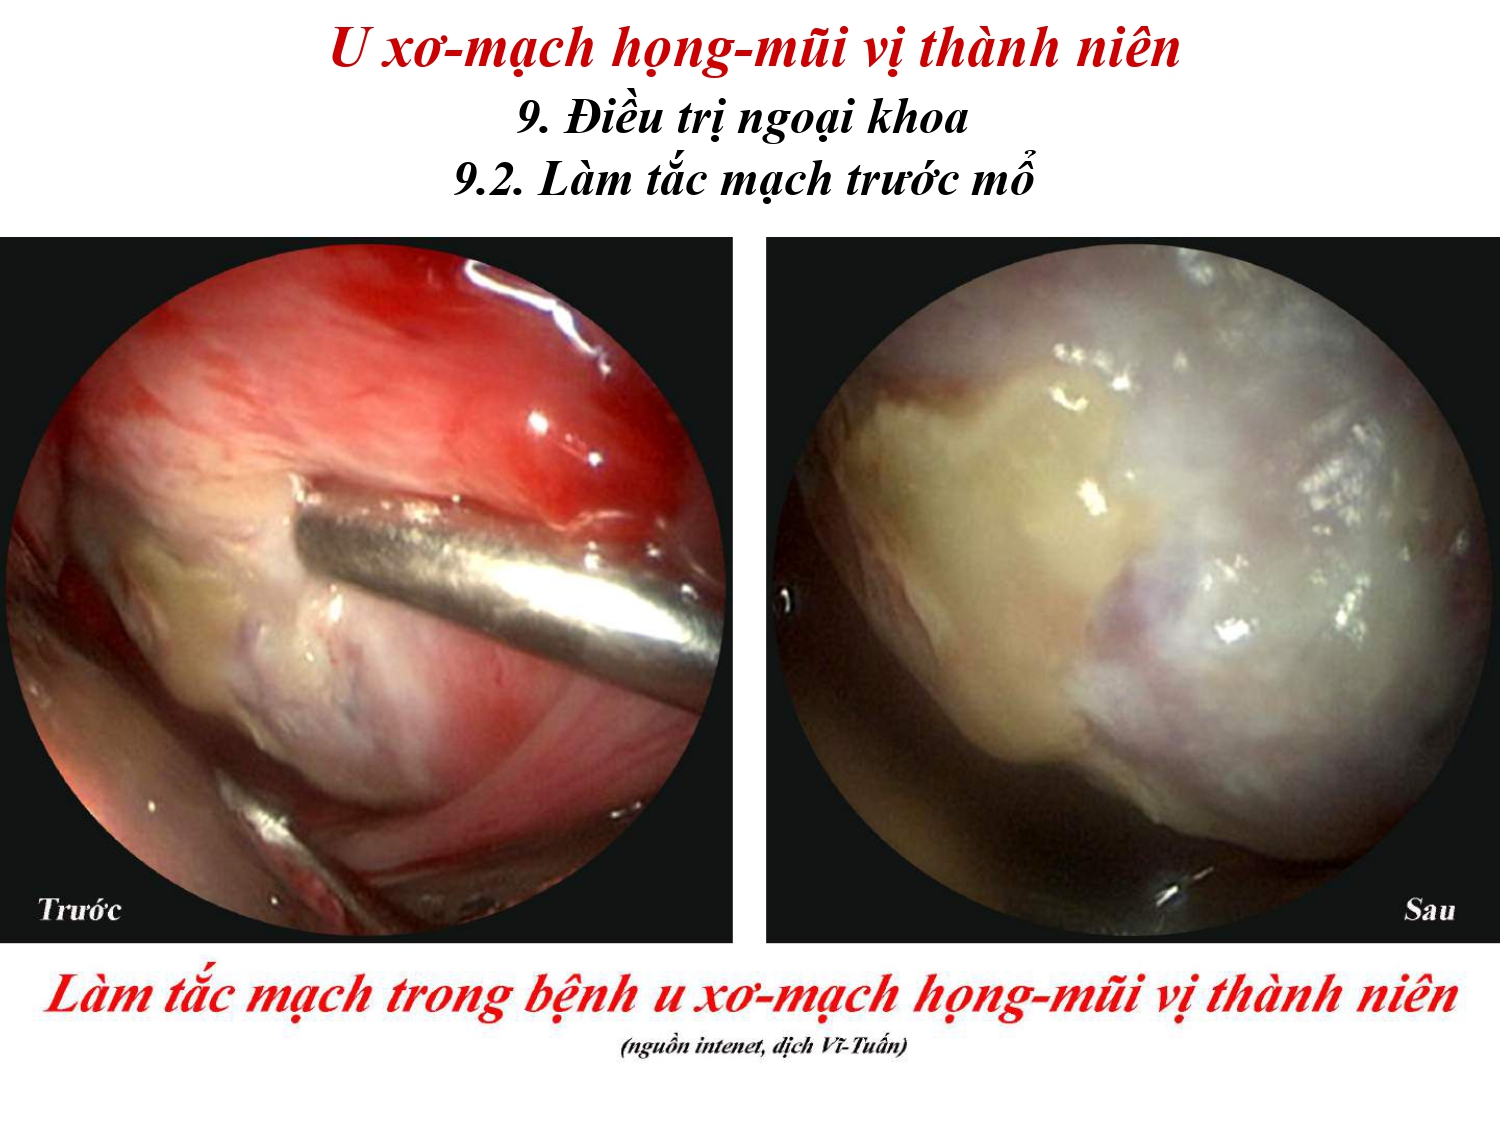 U xơ-mạch họng-mũi vị thành niên
9. Điều trị ngoại khoa
9.2. Làm tắc mạch trước mổ
Trước
Sau
Làm tắc mạch trong bệnh u xơ-mạch họng-mũi vị thành niên
(nguồn intenet, dịch Vĩ-Tuấn)